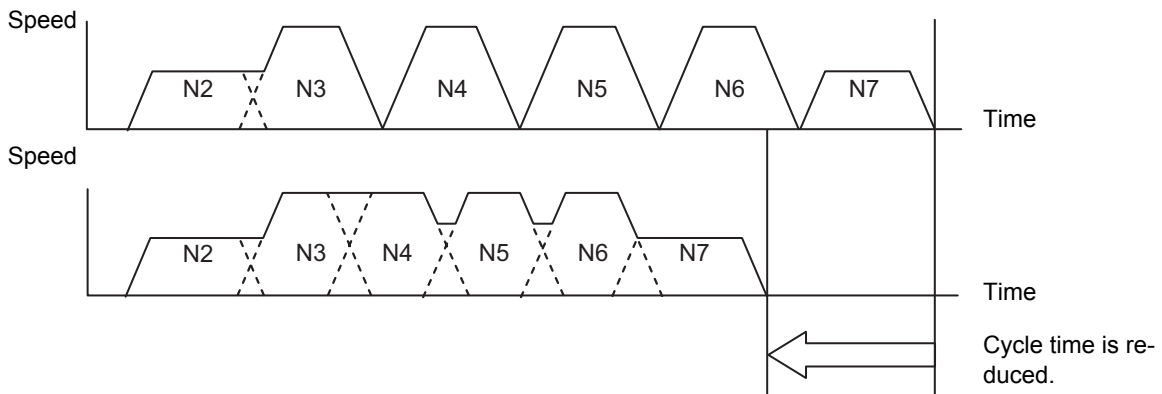 Speed
N2 N3 N4 N5 N6 N7
Time
Speed
N2 N3 N4 N5 N6 N7
Time
Cycle time is re-
duced.